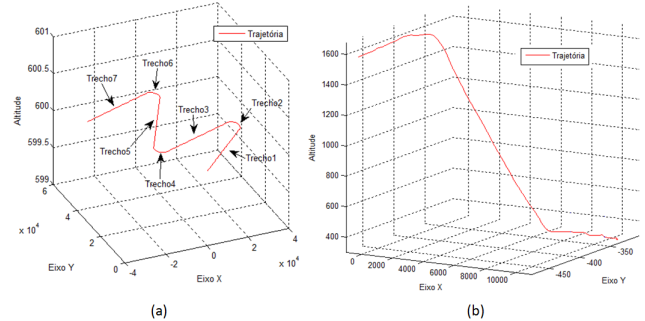 601
600.5
600
599.5
599
Altitude
Trajetória
Trecho7
Trecho6
Trecho2
Trecho3
Trecho5
Trecho1
Trecho4
6
4
2
0
x 10^4
Eixo Y
-4
-2
0
2
4
x 10^4
Eixo X
(a)
1600
1400
1200
1000
800
600
400
Altitude
Trajetória
0
2000
4000
6000
8000
10000
Eixo X
-450
-400
-350
Eixo Y
(b)